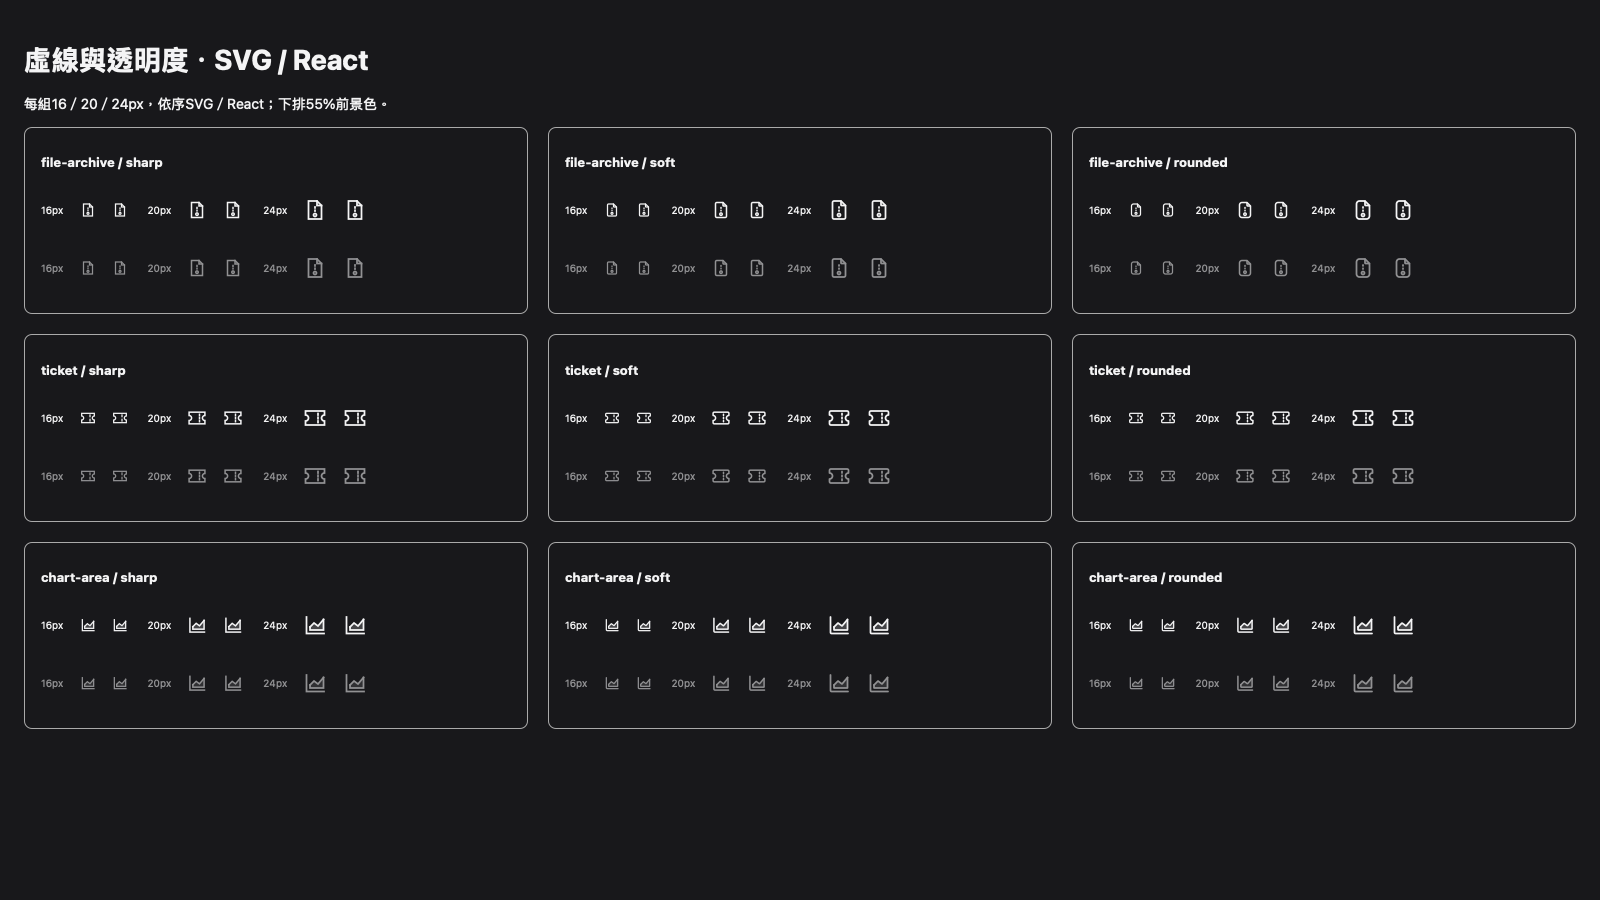 虛線與透明度 · SVG / React
每組16 / 20 / 24px，依序SVG / React；下排55%前景色。
file-archive / sharp
16px 20px 24px
16px 20px 24px
file-archive / soft
16px 20px 24px
16px 20px 24px
file-archive / rounded
16px 20px 24px
16px 20px 24px
ticket / sharp
16px 20px 24px
16px 20px 24px
ticket / soft
16px 20px 24px
16px 20px 24px
ticket / rounded
16px 20px 24px
16px 20px 24px
chart-area / sharp
16px 20px 24px
16px 20px 24px
chart-area / soft
16px 20px 24px
16px 20px 24px
chart-area / rounded
16px 20px 24px
16px 20px 24px